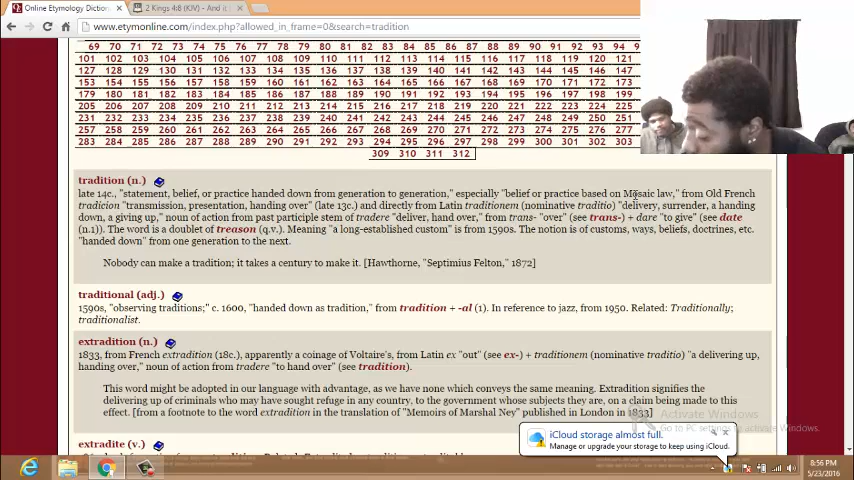 Online Etymology Dictionar
2 Kings 4:8 (KJV) - And it
www.etymonline.com/index.php?allowed_in_frame=0&search=tradition
69 70 71 72 73 74 75 76 77 78 79 80 81 82 83 84 85 86 87 88 89 90 91 92 93 94 9
101 102 103 104 105 106 107 108 109 110 111 112 113 114 115 116 117 118 119 120 121
127 128 129 130 131 132 133 134 135 136 137 138 139 140 141 142 143 144 145 146 147
153 154 155 156 157 158 159 160 161 162 163 164 165 166 167 168 169 170 171 172 173
179 180 181 182 183 184 185 186 187 188 189 190 191 192 193 194 195 196 197 198 199
205 206 207 208 209 210 211 212 213 214 215 216 217 218 219 220 221 222 223 224 225
231 232 233 234 235 236 237 238 239 240 241 242 243 244 245 246 247 248 249 250 251
257 258 259 260 261 262 263 264 265 266 267 268 269 270 271 272 273 274 275 276 277
283 284 285 286 287 288 289 290 291 292 293 294 295 296 297 298 299 300 301 302 303
309 310 311 312
tradition (n.)
late 14c., "statement, belief, or practice handed down from generation to generation," especially "belief or practice based on Mosaic law," from Old French
tradicion "transmission, presentation, handing over" (late 13c.) and directly from Latin traditionem (nominative traditio) "delivery, surrender, a handing
down, a giving up," noun of action from past participle stem of tradere "deliver, hand over," from trans- "over" (see trans-) + dare "to give" (see date
(n.1)). The word is a doublet of treason (q.v.). Meaning "a long-established custom" is from 1590s. The notion is of customs, ways, beliefs, doctrines, etc.
"handed down" from one generation to the next.
Nobody can make a tradition; it takes a century to make it. [Hawthorne, "Septimius Felton," 1872]
traditional (adj.)
1590s, "observing traditions;" c. 1600, "handed down as tradition," from tradition + -al (1). In reference to jazz, from 1950. Related: Traditionally;
traditionalist.
extradition (n.)
1833, from French extradition (18c.), apparently a coinage of Voltaire's, from Latin ex "out" (see ex-) + traditionem (nominative traditio) "a delivering up,
handing over," noun of action from tradere "to hand over" (see tradition).
This word might be adopted in our language with advantage, as we have none which conveys the same meaning. Extradition signifies the
delivering up of criminals who may have sought refuge in any country, to the government whose subjects they are, on a claim being made to this
effect. [from a footnote to the word extradition in the translation of "Memoirs of Marshal Ney" published in London in 1833]
Activate Windows
Go to PC settings to activate Windows.
iCloud storage almost full.
Manage or upgrade your storage to keep using iCloud.
extradite (v.)
8:56 PM
5/23/2016